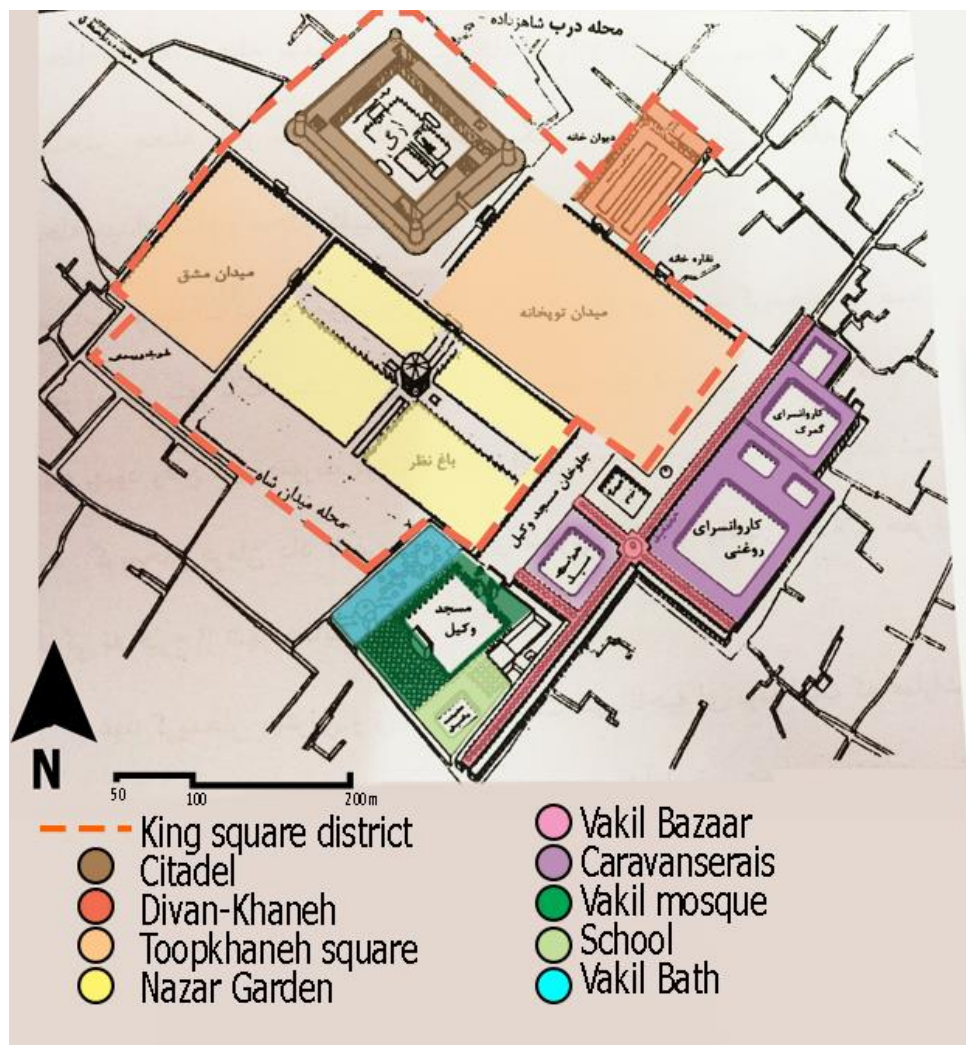 محله درب شاهزاده
دیوان خانه
ارگ
نقاره خانه
میدان مشق
میدان توپخانه
کاروانسرای
گمرک
باغ نظر
جلوخان مسجد وکیل
محله میدان شاه
کاروانسرای
روغنی
مسجد
وکیل
N
50
100
200m
King square district
Citadel
Divan-Khaneh
Toopkhaneh square
Nazar Garden
Vakil Bazaar
Caravanserais
Vakil mosque
School
Vakil Bath